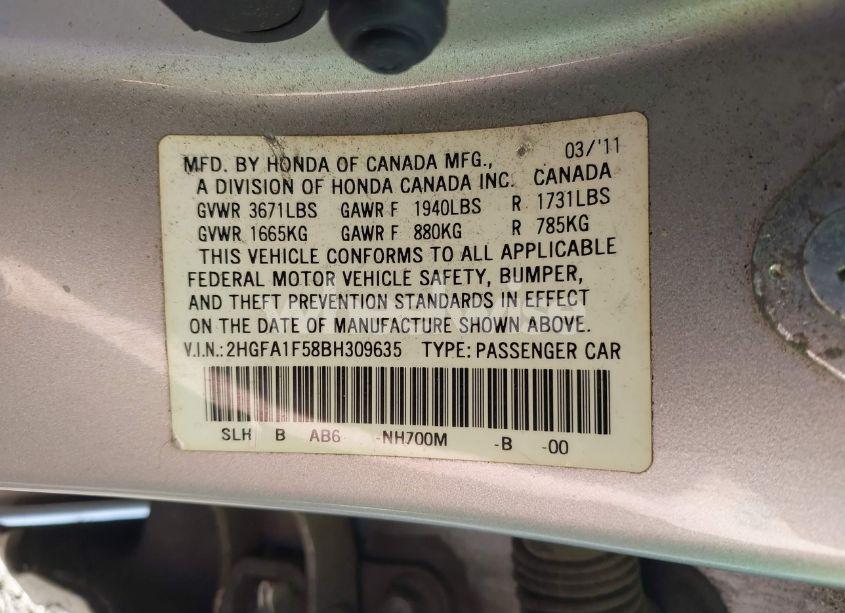 MFD. BY HONDA OF CANADA MFG., 03/'11
A DIVISION OF HONDA CANADA INC. CANADA
GVWR 3671LBS GAWR F 1940LBS R 1731LBS
GVWR 1665KG GAWR F 880KG R 785KG
THIS VEHICLE CONFORMS TO ALL APPLICABLE
FEDERAL MOTOR VEHICLE SAFETY, BUMPER,
AND THEFT PREVENTION STANDARDS IN EFFECT
ON THE DATE OF MANUFACTURE SHOWN ABOVE.
V.I.N.:2HGFA1F58BH309635 TYPE: PASSENGER CAR
SLH B AB6 -NH700M -B -00